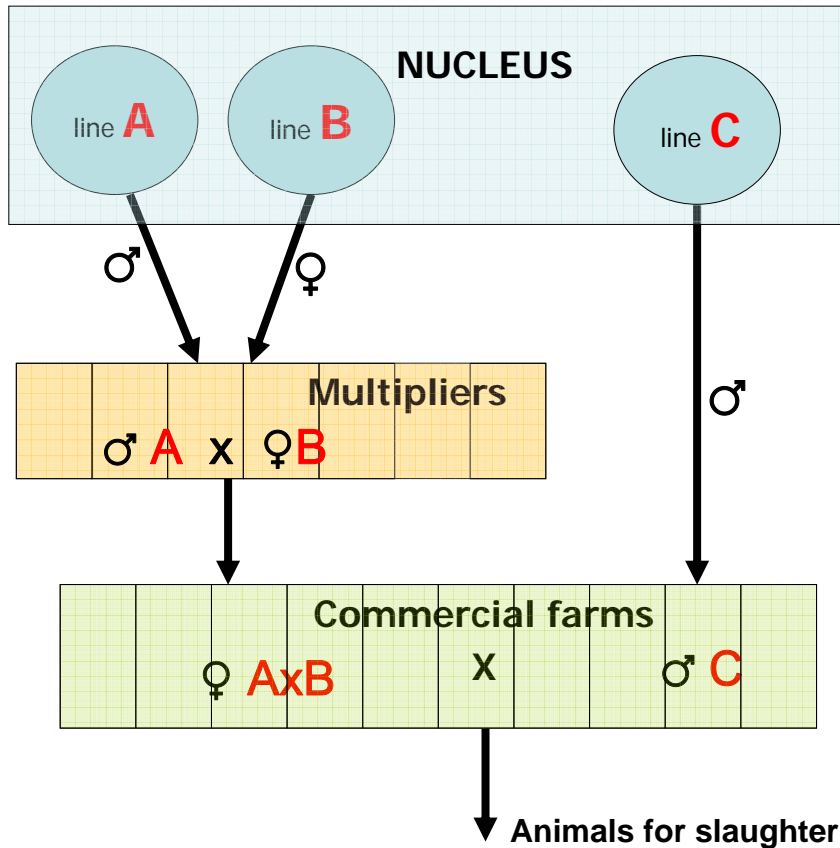 NUCLEUS
line A
line B
line C
♂
♀
♂
Multipliers
♂ A x ♀B
Commercial farms
♀ AxB
x
♂ C
Animals for slaughter